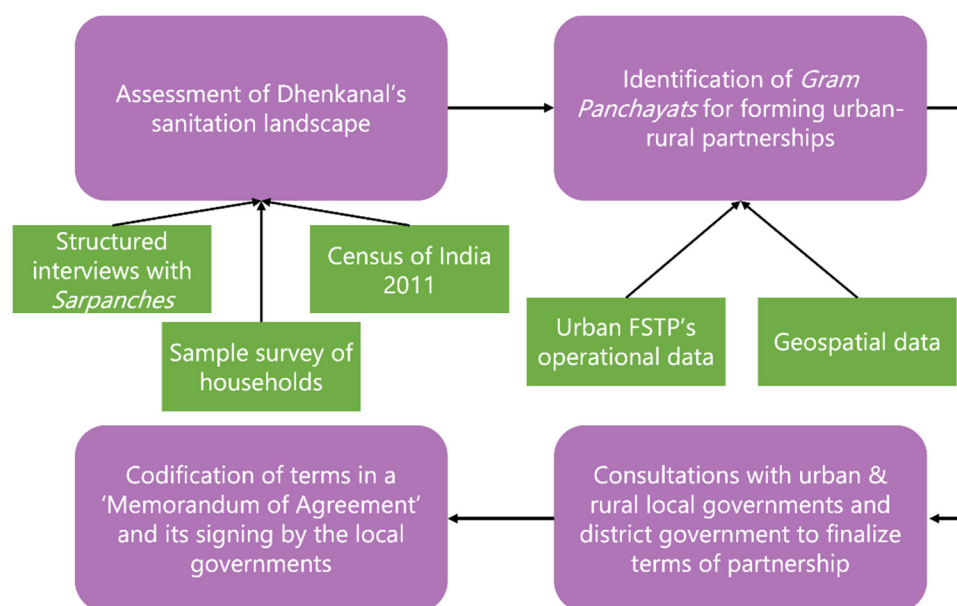 Assessment of Dhenkanal’s
sanitation landscape
Identification of Gram
Panchayats for forming urban-
rural partnerships
Structured
interviews with
Sarpanches
Census of India
2011
Sample survey of
households
Urban FSTP’s
operational data
Geospatial data
Codification of terms in a
‘Memorandum of Agreement’
and its signing by the local
governments
Consultations with urban &
rural local governments and
district government to finalize
terms of partnership